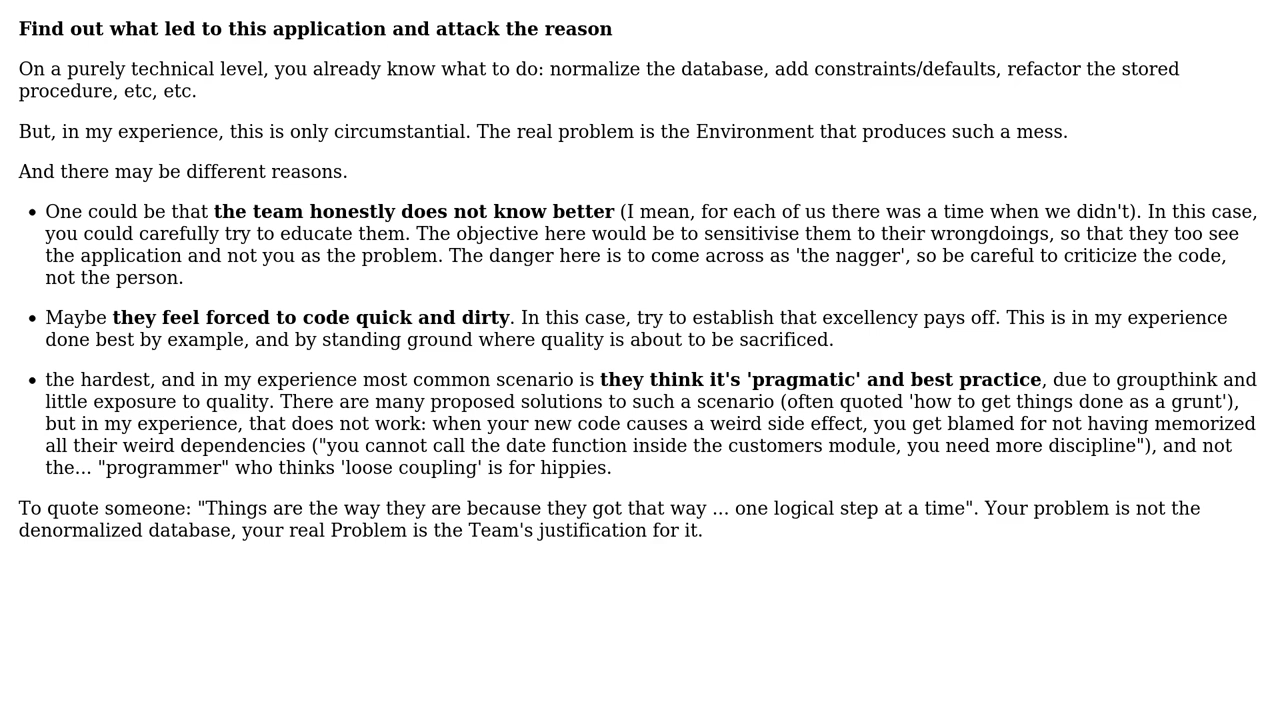 Find out what led to this application and attack the reason
On a purely technical level, you already know what to do: normalize the database, add constraints/defaults, refactor the stored
procedure, etc, etc.
But, in my experience, this is only circumstantial. The real problem is the Environment that produces such a mess.
And there may be different reasons.
• One could be that the team honestly does not know better (I mean, for each of us there was a time when we didn't). In this case,
you could carefully try to educate them. The objective here would be to sensitivise them to their wrongdoings, so that they too see
the application and not you as the problem. The danger here is to come across as 'the nagger', so be careful to criticize the code,
not the person.
• Maybe they feel forced to code quick and dirty. In this case, try to establish that excellency pays off. This is in my experience
done best by example, and by standing ground where quality is about to be sacrificed.
• the hardest, and in my experience most common scenario is they think it's 'pragmatic' and best practice, due to groupthink and
little exposure to quality. There are many proposed solutions to such a scenario (often quoted 'how to get things done as a grunt'),
but in my experience, that does not work: when your new code causes a weird side effect, you get blamed for not having memorized
all their weird dependencies ("you cannot call the date function inside the customers module, you need more discipline"), and not
the... "programmer" who thinks 'loose coupling' is for hippies.
To quote someone: "Things are the way they are because they got that way ... one logical step at a time". Your problem is not the
denormalized database, your real Problem is the Team's justification for it.